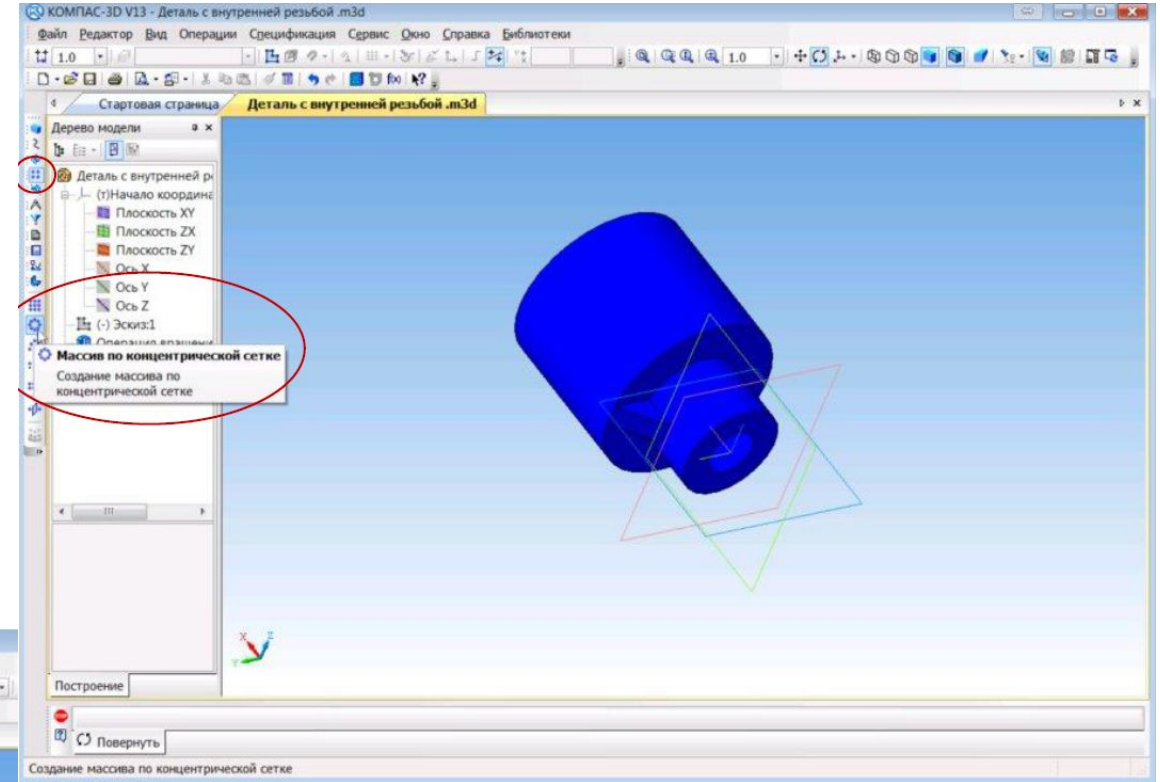 КОМПАС-3D V13 - Деталь с внутренней резьбой .m3d
Файл Редактор Вид Операции Спецификация Сервис Окно Справка Библиотеки
1.0 1.0
Стартовая страница Деталь с внутренней резьбой .m3d
Дерево модели
Деталь с внутренней р
(т)Начало координа
Плоскость XY
Плоскость ZX
Плоскость ZY
Ось X
Ось Y
Ось Z
(-) Эскиз:1
Операция вращени
Массив по концентрической сетке
Создание массива по
концентрической сетке
X Z
Y
Построение
STOP
Повернуть
Создание массива по концентрической сетке